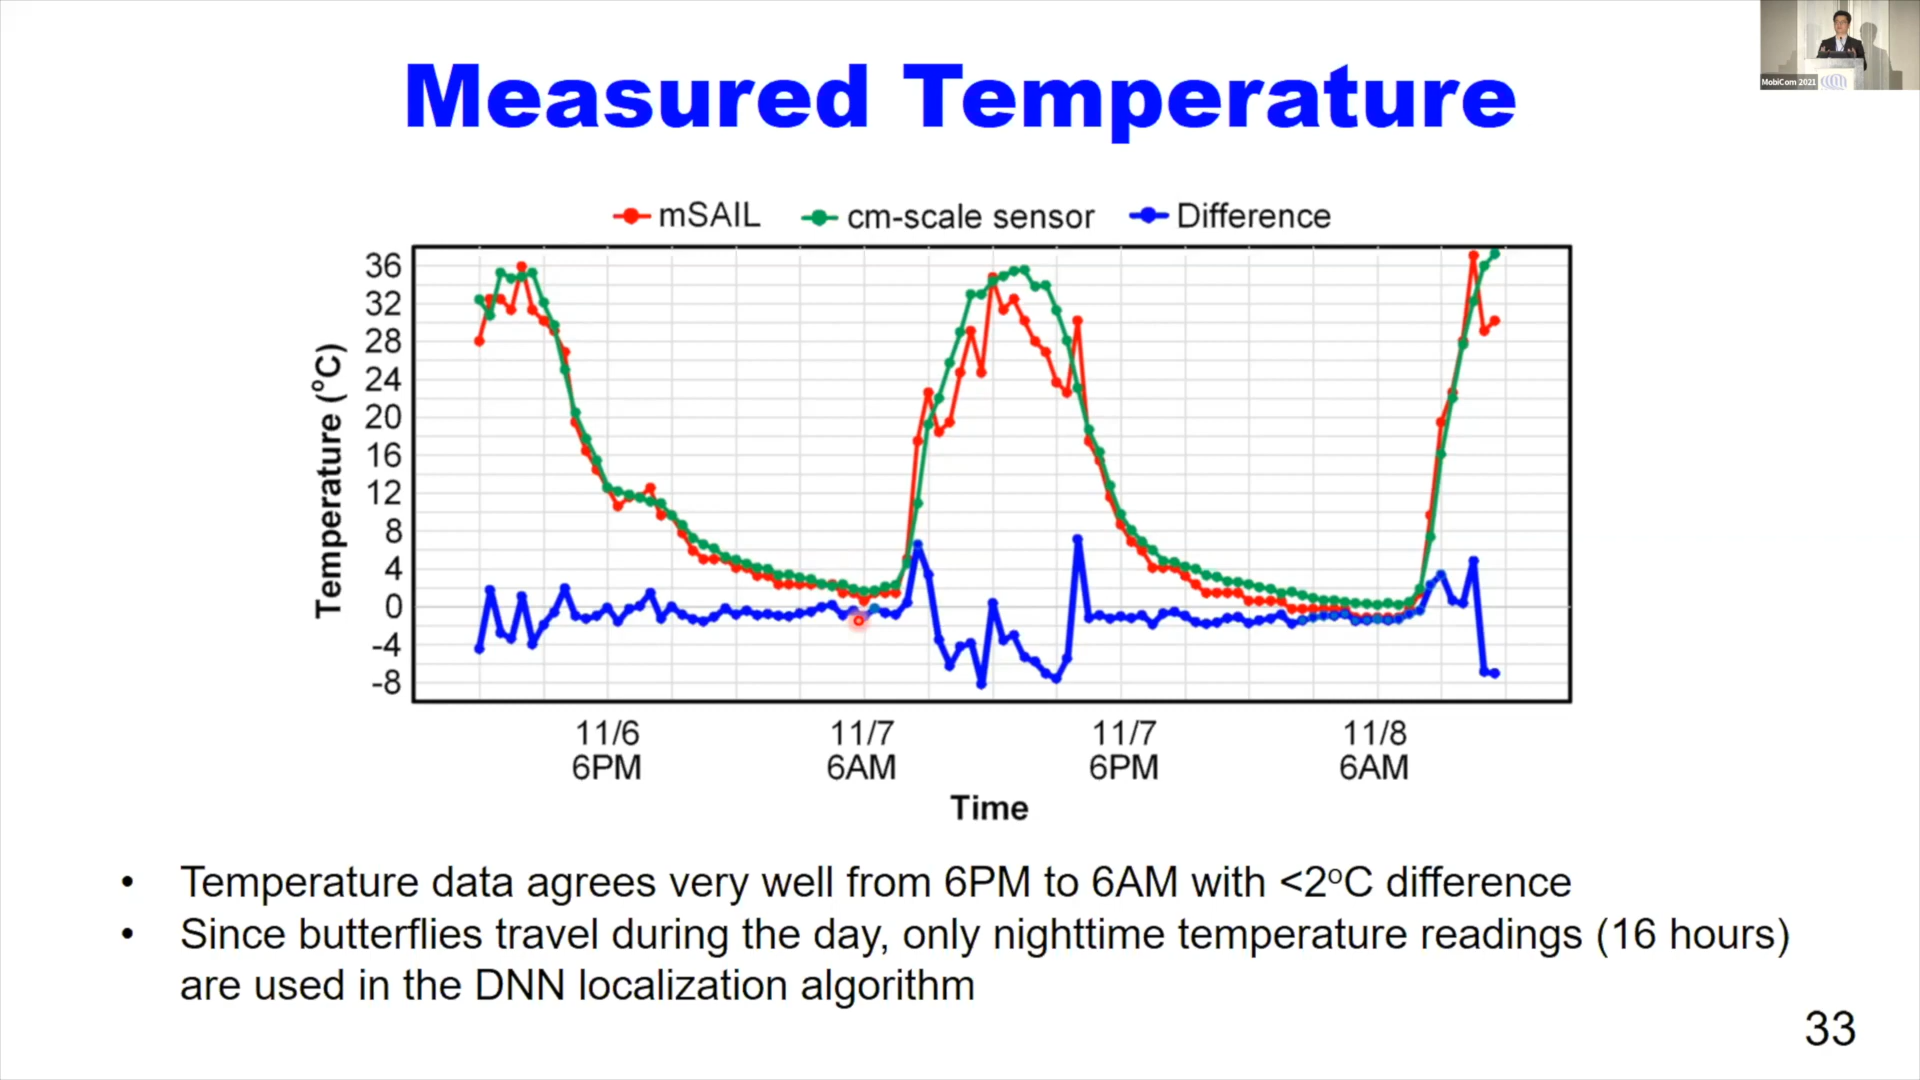 MobiCom 2021
Measured Temperature
mSAIL cm-scale sensor Difference
36
32
28
24
20
16
12
8
4
0
-4
-8
Temperature (°C)
11/6 11/7 11/7 11/8
6PM 6AM 6PM 6AM
Time
• Temperature data agrees very well from 6PM to 6AM with <2°C difference
• Since butterflies travel during the day, only nighttime temperature readings (16 hours)
are used in the DNN localization algorithm
33